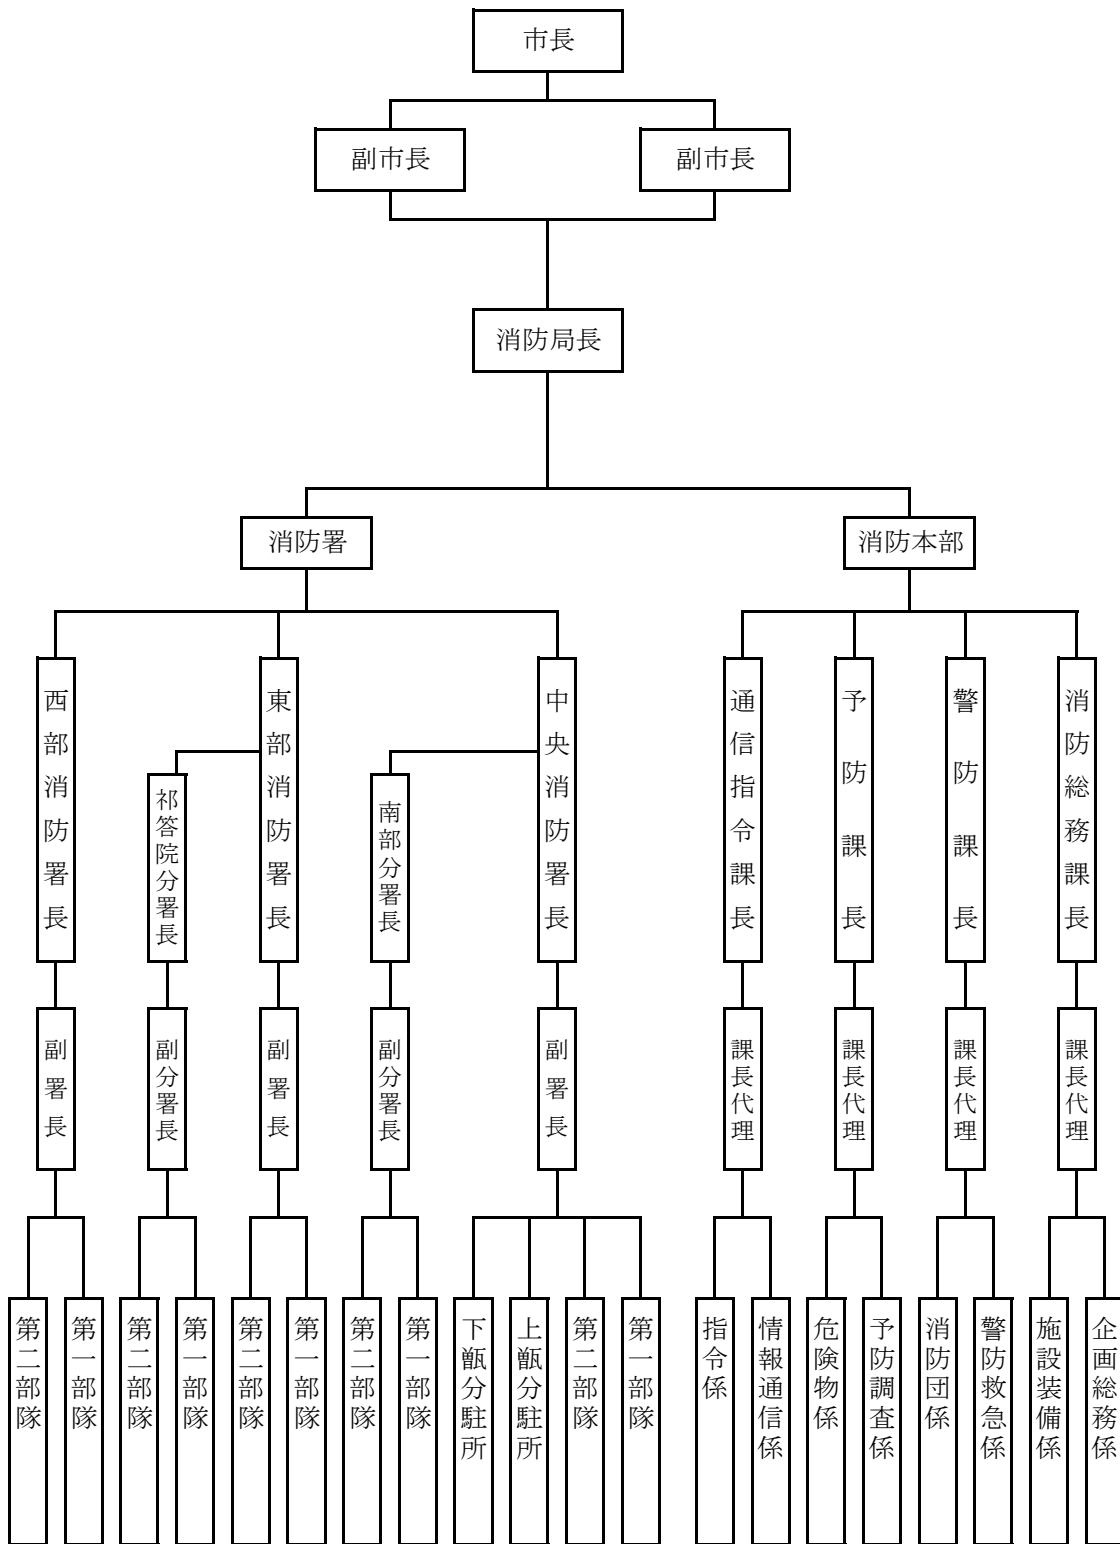 市長
副市長
副市長
消防局長
消防署
消防本部
西部消防署長
祁答院分署長
東部消防署長
南部分署長
中央消防署長
通信指令課長
予防課長
警防課長
消防総務課長
副署長
副分署長
副署長
副分署長
副署長
課長代理
課長代理
課長代理
課長代理
第二部隊
第一部隊
第二部隊
第一部隊
第二部隊
第一部隊
第二部隊
第一部隊
下甑分駐所
上甑分駐所
第二部隊
第一部隊
指令係
情報通信係
危険物係
予防調査係
消防団係
警防救急係
施設装備係
企画総務係